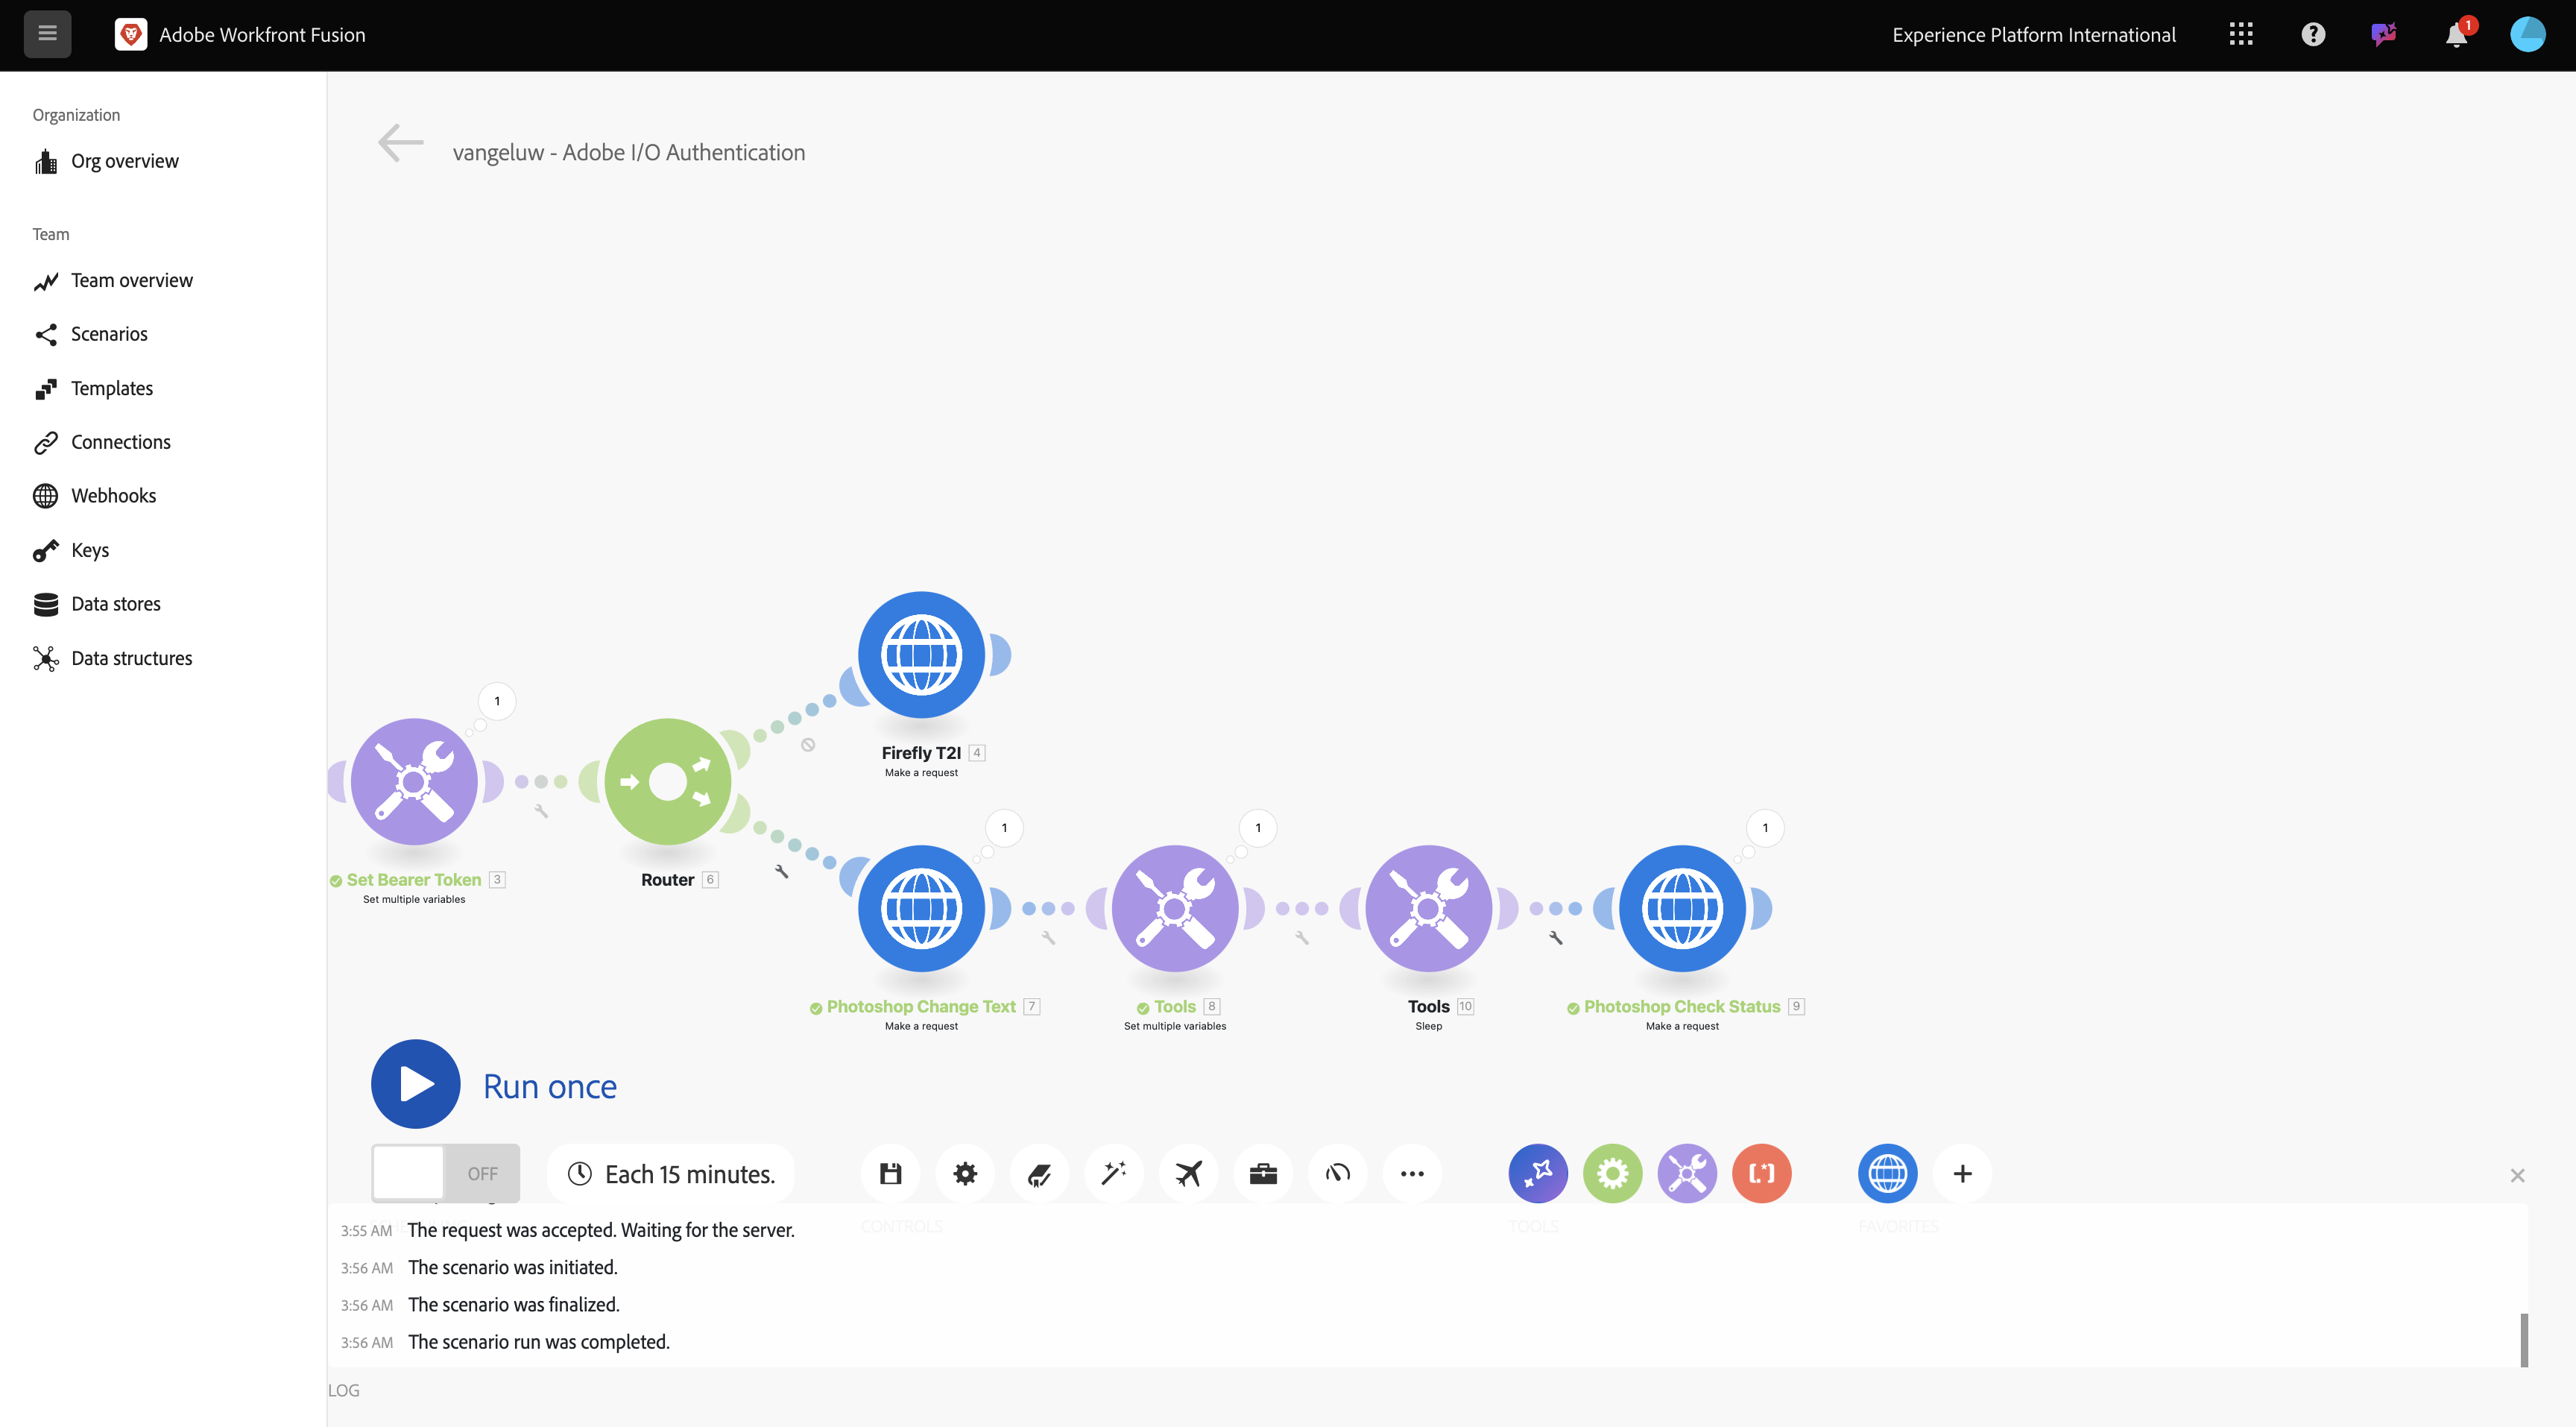 Adobe Workfront Fusion
Experience Platform International
1
Organization
Org overview
Team
Team overview
Scenarios
Templates
Connections
Webhooks
Keys
Data stores
Data structures
vangeluw - Adobe I/O Authentication
Firefly T2I 4
Make a request
1
Set Bearer Token 3
Set multiple variables
Router 6
1
Photoshop Change Text 7
Make a request
1
Tools 8
Set multiple variables
Tools 10
Sleep
1
Photoshop Check Status 9
Make a request
Run once
OFF
Each 15 minutes.
CONTROLS
TOOLS
FAVORITES
3:55 AM The request was accepted. Waiting for the server.
3:56 AM The scenario was initiated.
3:56 AM The scenario was finalized.
3:56 AM The scenario run was completed.
LOG